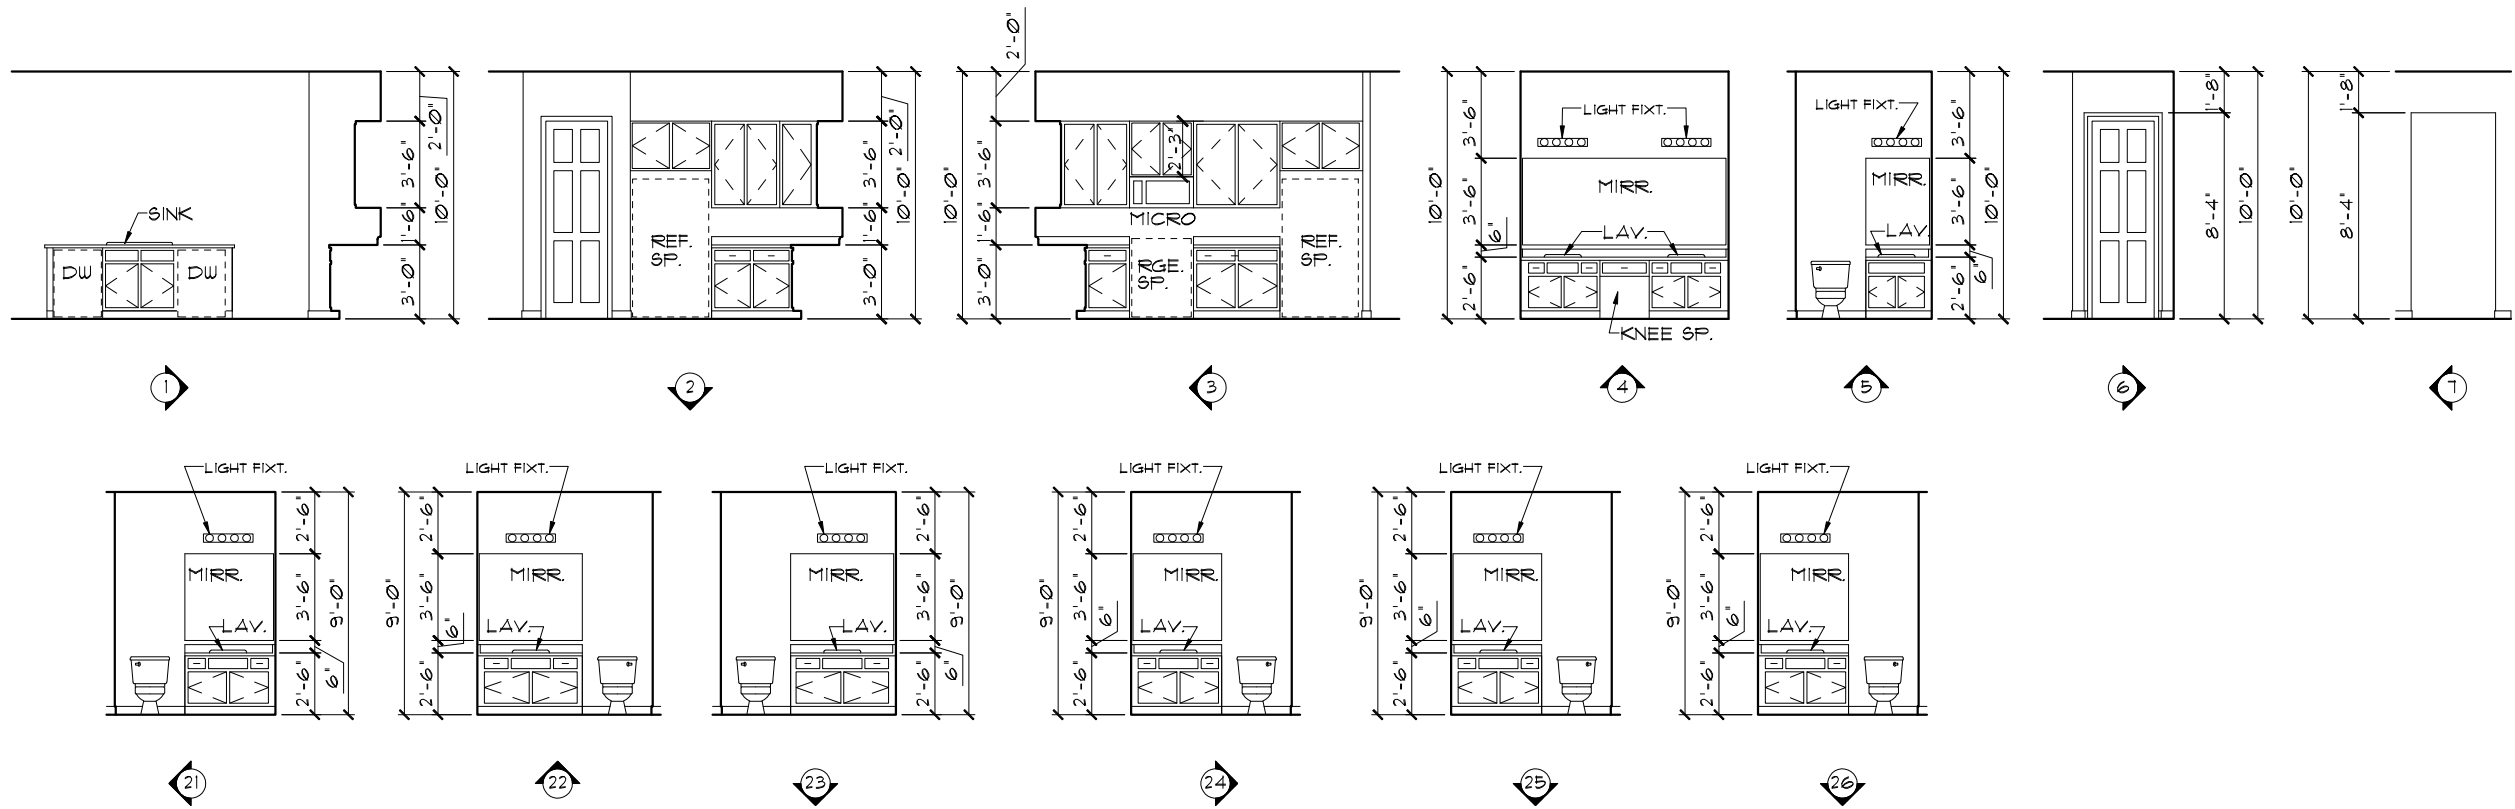 SINK
DW
DW
2'-0"
3'-6"
1'-6"
3'-0"
10'-0"
1
REF.
SP.
2'-0"
3'-6"
1'-6"
3'-0"
10'-0"
2
2'-0"
10'-0"
3'-6"
1'-6"
3'-0"
2'-3"
MICRO
RGE.
SP.
REF.
SP.
3
10'-0"
3'-6"
3'-6"
6"
2'-6"
LIGHT FIXT.
MIRR.
LAV.
KNEE SP.
4
LIGHT FIXT.
MIRR.
LAV.
3'-6"
3'-6"
6"
2'-6"
10'-0"
5
1'-8"
8'-4"
10'-0"
6
10'-0"
1'-8"
8'-4"
7
LIGHT FIXT.
MIRR.
LAV.
2'-6"
3'-6"
6"
2'-6"
9'-0"
21
LIGHT FIXT.
9'-0"
2'-6"
3'-6"
6"
2'-6"
MIRR.
LAV.
22
LIGHT FIXT.
MIRR.
LAV.
2'-6"
3'-6"
6"
2'-6"
9'-0"
23
LIGHT FIXT.
9'-0"
2'-6"
3'-6"
6"
2'-6"
MIRR.
LAV.
24
LIGHT FIXT.
9'-0"
2'-6"
3'-6"
6"
2'-6"
MIRR.
LAV.
25
LIGHT FIXT.
9'-0"
2'-6"
3'-6"
6"
2'-6"
MIRR.
LAV.
26